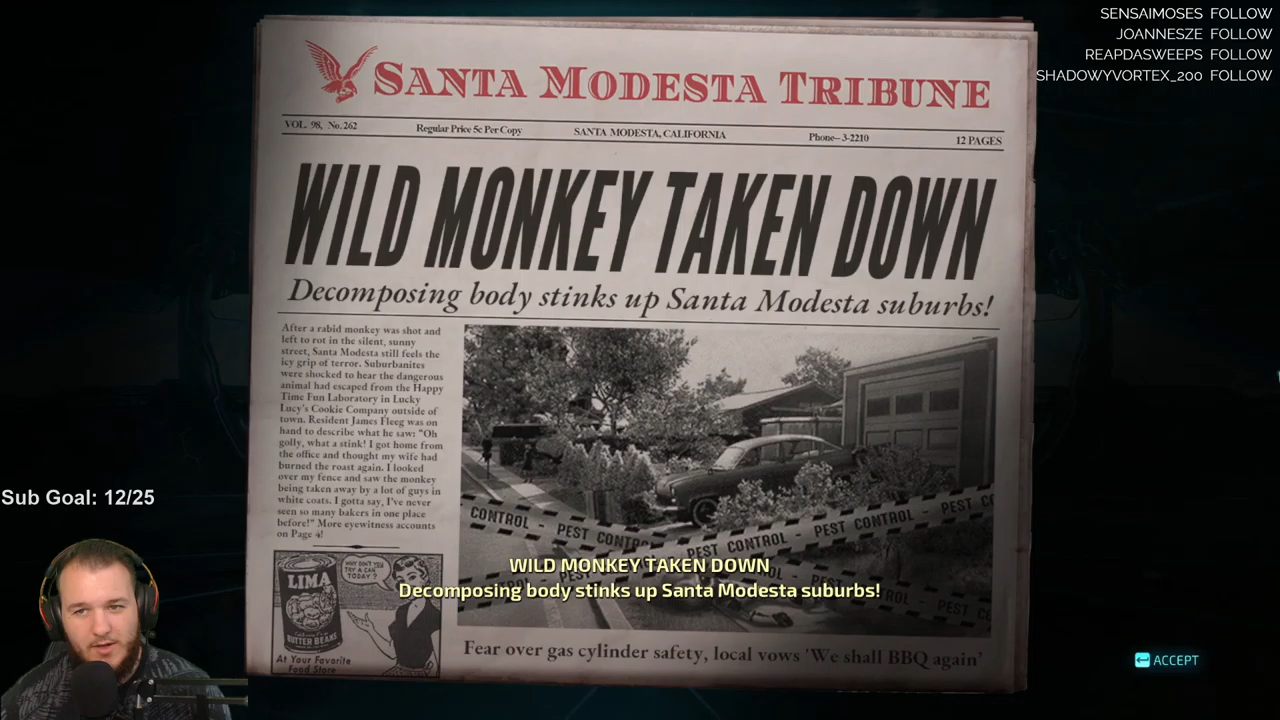 SENSAIMOSES FOLLOW
JOANNESZE FOLLOW
REAPDASWEEPS FOLLOW
SHADOWYVORTEX_200 FOLLOW
SANTA MODESTA TRIBUNE
VOL. 98, No. 262 Regular Price 5c Per Copy SANTA MODESTA, CALIFORNIA Phone—3-2210 12 PAGES
WILD MONKEY TAKEN DOWN
Decomposing body stinks up Santa Modesta suburbs!
After a rabid monkey was shot and
left to rot in the silent, sunny
street, Santa Modesta still feels the
icy grip of terror. Suburbanites
were shocked to hear the dangerous
animal had escaped from the Happy
Time Fun Laboratory in Lucky
Lucy's Cookie Company outside of
town. Resident James Fleeg was on
hand to describe what he saw: "Oh
golly, what a stink! I got home from
the office and thought my wife had
burned the roast again. I looked
over my fence and saw the monkey
being taken away by a lot of guys in
white coats. I gotta say, I've never
seen so many bakers in one place
before!" More eyewitness accounts
on Page 4!
CONTROL - PEST CONTROL
PEST CONTROL - PEST CONTROL - PEST C
WILD MONKEY TAKEN DOWN
Decomposing body stinks up Santa Modesta suburbs!
Fear over gas cylinder safety, local vows 'We shall BBQ again'
WHY DON'T YOU
TRY A CAN
TODAY?
LIMA
BUTTER BEANS
At Your Favorite
Food Store
Sub Goal: 12/25
ACCEPT